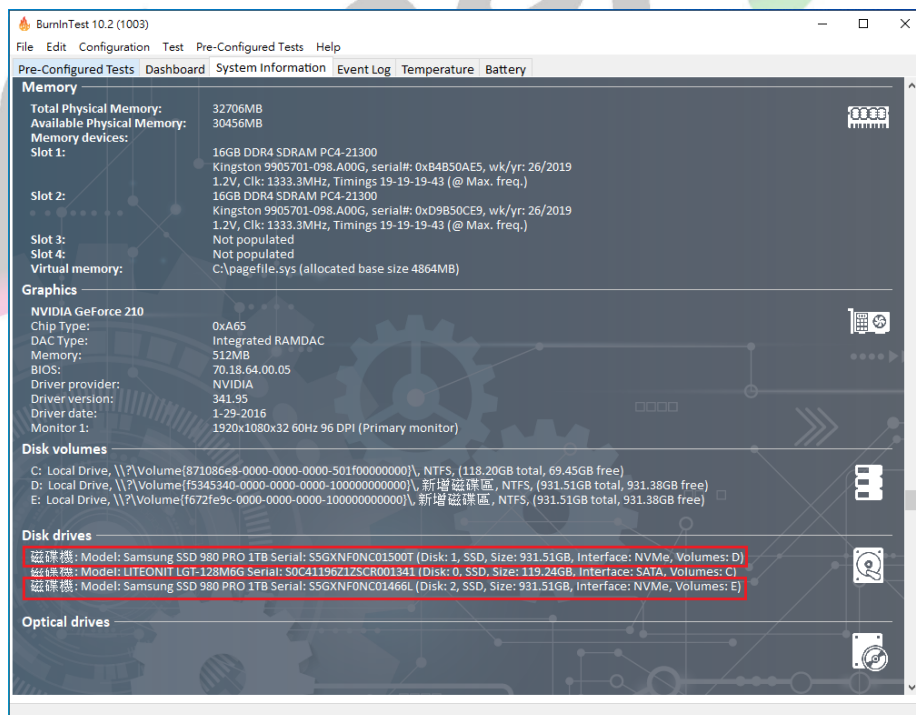 BurnInTest 10.2 (1003)
File Edit Configuration Test Pre-Configured Tests Help
Pre-Configured Tests Dashboard System Information Event Log Temperature Battery
Memory
Total Physical Memory: 32706MB
Available Physical Memory: 30456MB
Memory devices:
Slot 1: 16GB DDR4 SDRAM PC4-21300
Kingston 9905701-098.A00G, serial#: 0xB4B50AE5, wk/yr: 26/2019
1.2V, Clk: 1333.3MHz, Timings 19-19-19-43 (@ Max. freq.)
Slot 2: 16GB DDR4 SDRAM PC4-21300
Kingston 9905701-098.A00G, serial#: 0xD9B50CE9, wk/yr: 26/2019
1.2V, Clk: 1333.3MHz, Timings 19-19-19-43 (@ Max. freq.)
Slot 3: Not populated
Slot 4: Not populated
Virtual memory: C:\pagefile.sys (allocated base size 4864MB)
Graphics
NVIDIA GeForce 210
Chip Type: 0xA65
DAC Type: Integrated RAMDAC
Memory: 512MB
BIOS: 70.18.64.00.05
Driver provider: NVIDIA
Driver version: 341.95
Driver date: 1-29-2016
Monitor 1: 1920x1080x32 60Hz 96 DPI (Primary monitor)
Disk volumes
C: Local Drive, \\?\Volume{871086e8-0000-0000-0000-501f00000000}\, NTFS, (118.20GB total, 69.45GB free)
D: Local Drive, \\?\Volume{f5345340-0000-0000-0000-100000000000}\, 新增磁碟區, NTFS, (931.51GB total, 931.38GB free)
E: Local Drive, \\?\Volume{f672fe9c-0000-0000-0000-100000000000}\, 新增磁碟區, NTFS, (931.51GB total, 931.38GB free)
Disk drives
磁碟機: Model: Samsung SSD 980 PRO 1TB Serial: S5GXNF0NC01500T (Disk: 1, SSD, Size: 931.51GB, Interface: NVMe, Volumes: D)
磁碟機: Model: LITEONIT LGT-128M6G Serial: S0C41196Z1ZSCR001341 (Disk: 0, SSD, Size: 119.24GB, Interface: SATA, Volumes: C)
磁碟機: Model: Samsung SSD 980 PRO 1TB Serial: S5GXNF0NC01466L (Disk: 2, SSD, Size: 931.51GB, Interface: NVMe, Volumes: E)
Optical drives